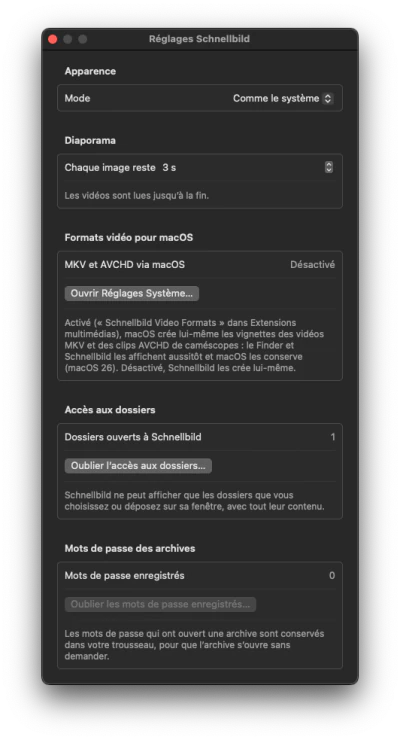 Réglages Schnellbild
Apparence
Mode Comme le système
Diaporama
Chaque image reste 3 s
Les vidéos sont lues jusqu'à la fin.
Formats vidéo pour macOS
MKV et AVCHD via macOS Désactivé
Ouvrir Réglages Système…
Activé (« Schnellbild Video Formats » dans Extensions
multimédias), macOS crée lui-même les vignettes des vidéos
MKV et des clips AVCHD de caméscopes : le Finder et
Schnellbild les affichent aussitôt et macOS les conserve
(macOS 26). Désactivé, Schnellbild les crée lui-même.
Accès aux dossiers
Dossiers ouverts à Schnellbild 1
Oublier l'accès aux dossiers…
Schnellbild ne peut afficher que les dossiers que vous
choisissez ou déposez sur sa fenêtre, avec tout leur contenu.
Mots de passe des archives
Mots de passe enregistrés 0
Oublier les mots de passe enregistrés…
Les mots de passe qui ont ouvert une archive sont conservés
dans votre trousseau, pour que l'archive s'ouvre sans
demander.